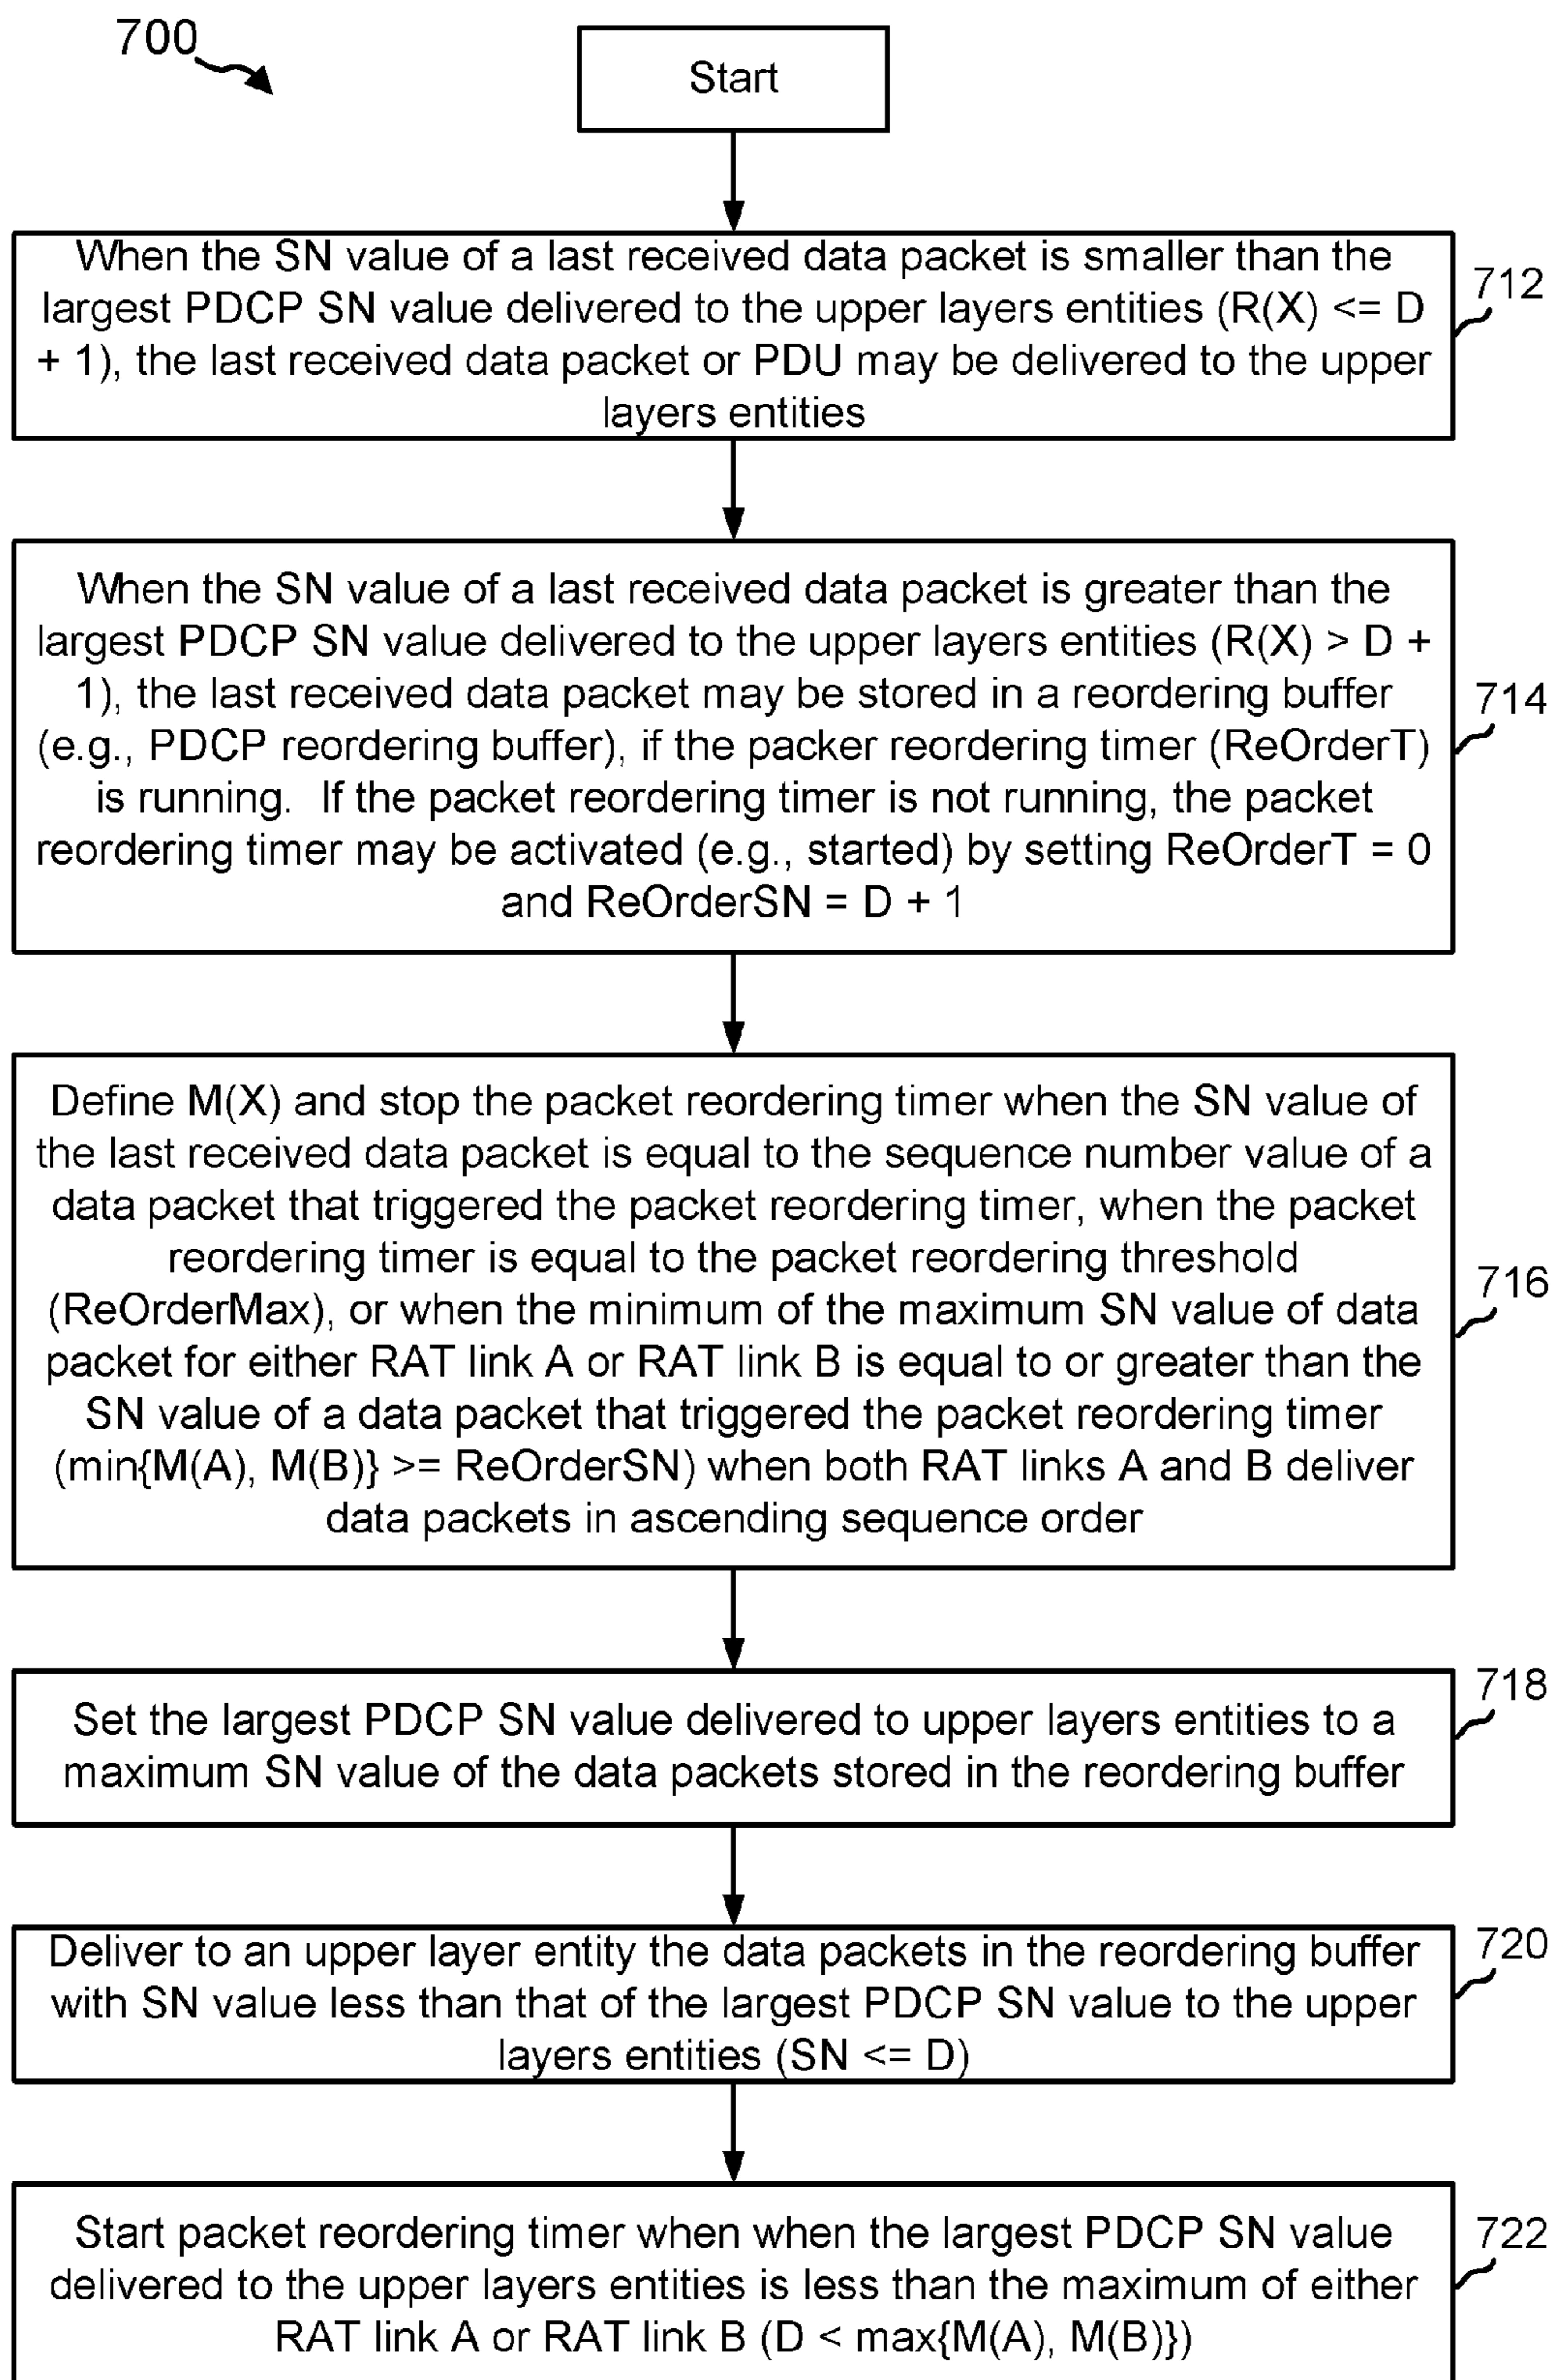 700
Start
When the SN value of a last received data packet is smaller than the
largest PDCP SN value delivered to the upper layers entities (R(X) <= D
+ 1), the last received data packet or PDU may be delivered to the upper
layers entities
712
When the SN value of a last received data packet is greater than the
largest PDCP SN value delivered to the upper layers entities (R(X) > D +
1), the last received data packet may be stored in a reordering buffer
(e.g., PDCP reordering buffer), if the packer reordering timer (ReOrderT)
is running. If the packet reordering timer is not running, the packet
reordering timer may be activated (e.g., started) by setting ReOrderT = 0
and ReOrderSN = D + 1
714
Define M(X) and stop the packet reordering timer when the SN value of
the last received data packet is equal to the sequence number value of a
data packet that triggered the packet reordering timer, when the packet
reordering timer is equal to the packet reordering threshold
(ReOrderMax), or when the minimum of the maximum SN value of data
packet for either RAT link A or RAT link B is equal to or greater than the
SN value of a data packet that triggered the packet reordering timer
(min{M(A), M(B)} >= ReOrderSN) when both RAT links A and B deliver
data packets in ascending sequence order
716
Set the largest PDCP SN value delivered to upper layers entities to a
maximum SN value of the data packets stored in the reordering buffer
718
Deliver to an upper layer entity the data packets in the reordering buffer
with SN value less than that of the largest PDCP SN value to the upper
layers entities (SN <= D)
720
Start packet reordering timer when when the largest PDCP SN value
delivered to the upper layers entities is less than the maximum of either
RAT link A or RAT link B (D < max{M(A), M(B)})
722